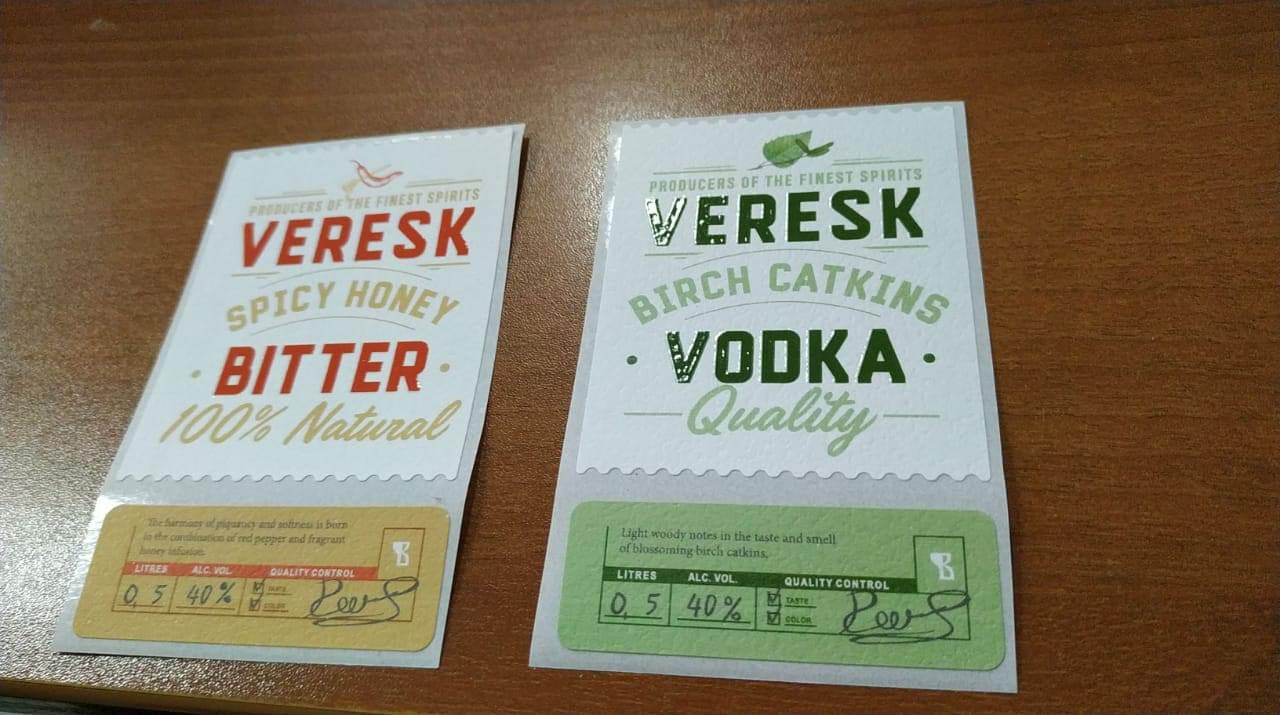 PRODUCERS OF THE FINEST SPIRITS
VERESK
SPICY HONEY
BITTER
100% Natural
The harmony of piquancy and softness is born
in the combination of red pepper and fragrant
honey infusion.
LITRES ALC. VOL. QUALITY CONTROL
0,5 40% TASTE
COLOR
PRODUCERS OF THE FINEST SPIRITS
VERESK
BIRCH CATKINS
VODKA
Quality
Light woody notes in the taste and smell
of blossoming birch catkins.
LITRES ALC. VOL. QUALITY CONTROL
0,5 40% TASTE
COLOR